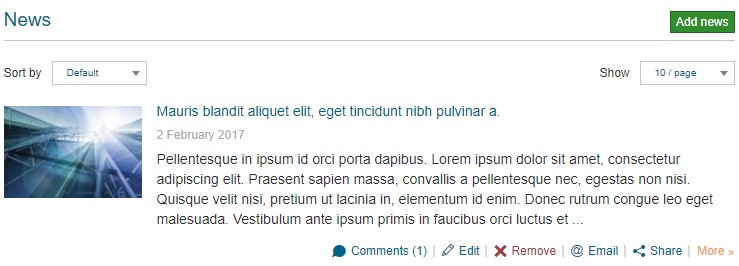 News
Add news
Sort by Default Show 10 / page
Mauris blandit aliquet elit, eget tincidunt nibh pulvinar a.
2 February 2017
Pellentesque in ipsum id orci porta dapibus. Lorem ipsum dolor sit amet, consectetur
adipiscing elit. Praesent sapien massa, convallis a pellentesque nec, egestas non nisi.
Quisque velit nisi, pretium ut lacinia in, elementum id enim. Donec rutrum congue leo eget
malesuada. Vestibulum ante ipsum primis in faucibus orci luctus et ...
Comments (1) | Edit | Remove | @ Email | Share | More »